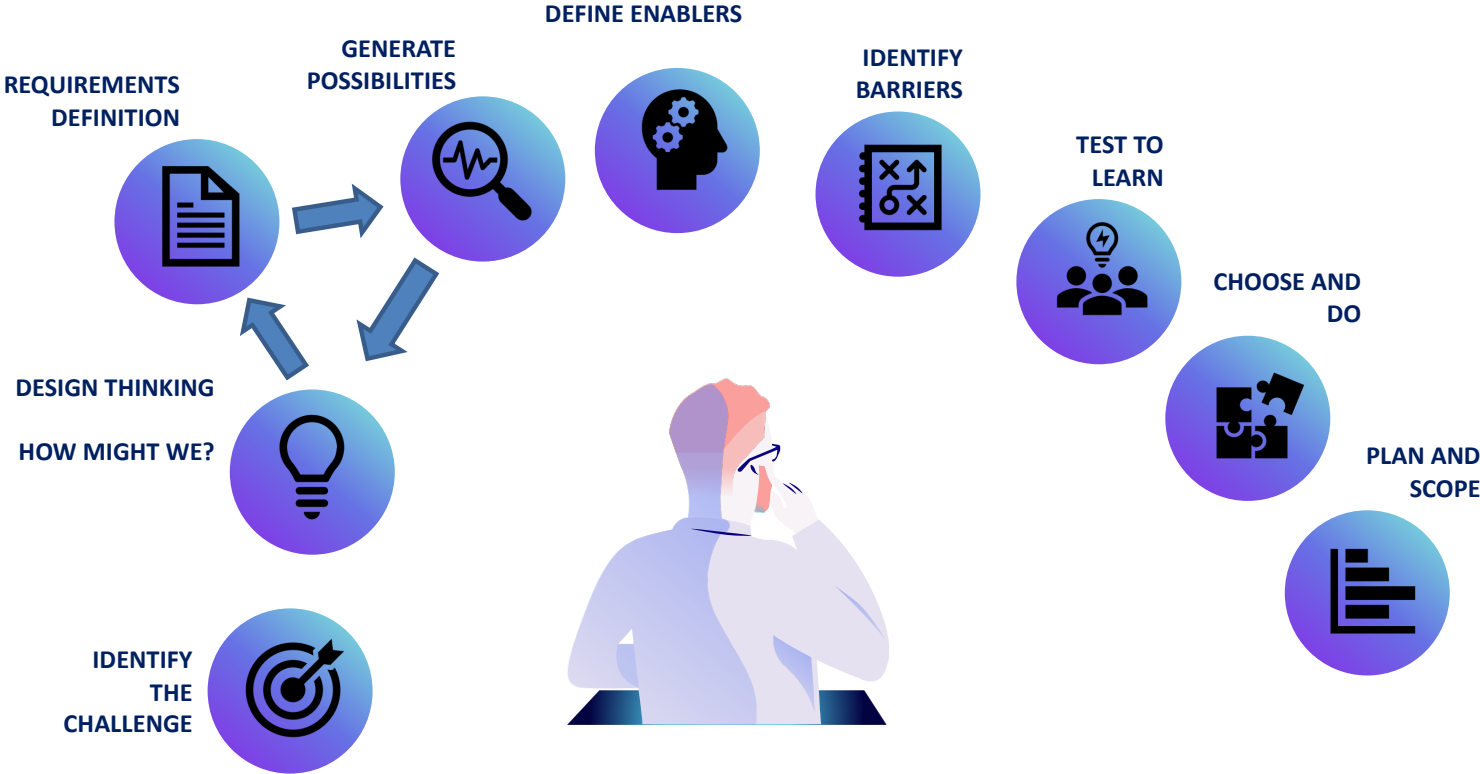 DEFINE ENABLERS
GENERATE
POSSIBILITIES
IDENTIFY
BARRIERS
REQUIREMENTS
DEFINITION
TEST TO
LEARN
CHOOSE AND
DO
DESIGN THINKING
HOW MIGHT WE?
PLAN AND
SCOPE
IDENTIFY
THE
CHALLENGE